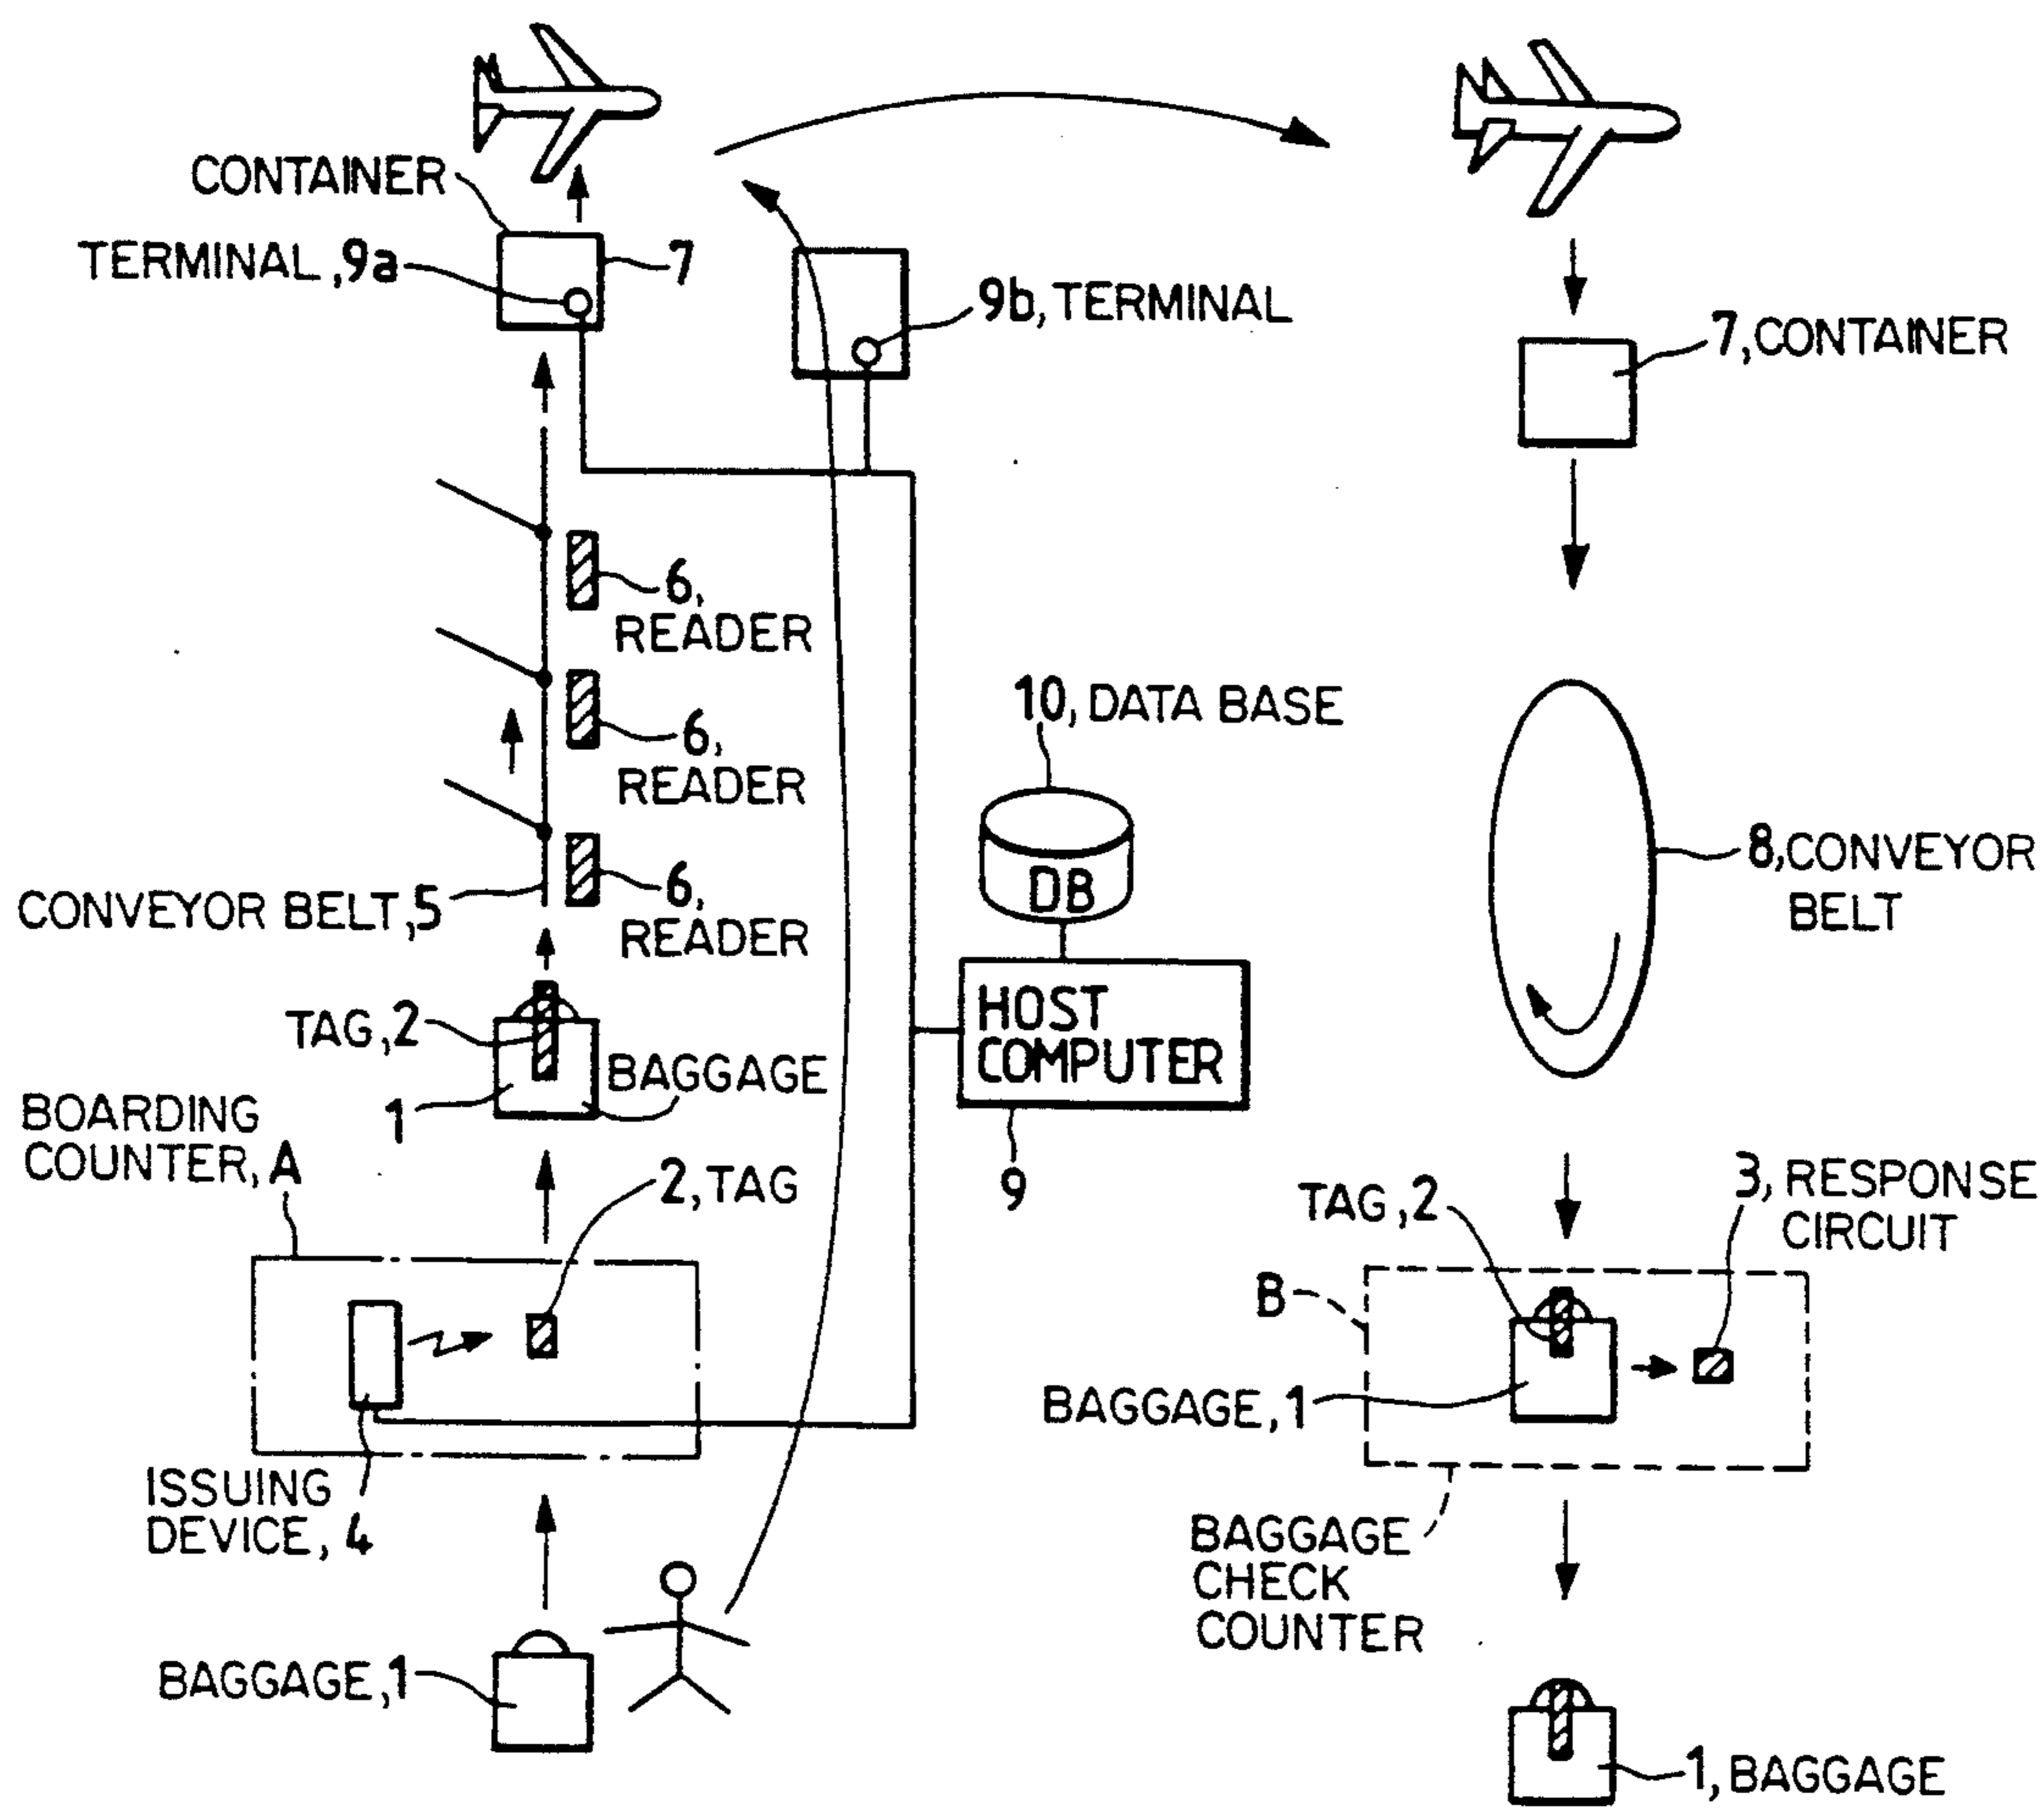 CONTAINER
TERMINAL, 9a
7
9b, TERMINAL
7, CONTAINER
6,
READER
6,
READER
10, DATA BASE
DB
CONVEYOR BELT, 5
6,
READER
8, CONVEYOR
BELT
HOST
COMPUTER
9
TAG, 2
1
BAGGAGE
BOARDING
COUNTER, A
2, TAG
TAG, 2
3, RESPONSE
CIRCUIT
B
BAGGAGE, 1
ISSUING
DEVICE, 4
BAGGAGE
CHECK
COUNTER
BAGGAGE, 1
1, BAGGAGE